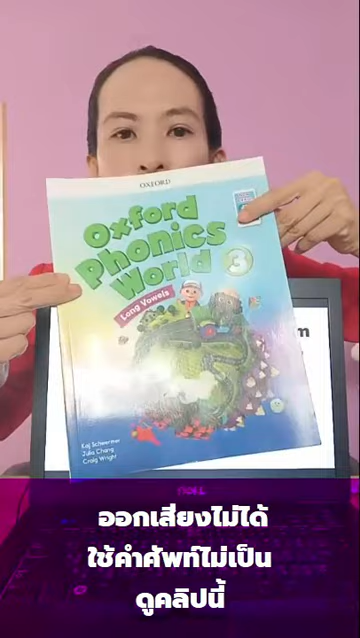 OXFORD
Oxford
Phonics
World 3
Long Vowels
Kaj Schwermer
Julia Chang
Craig Wright
ออกเสียงไม่ได้
ใช้คำศัพท์ไม่เป็น
ดูคลิปนี้